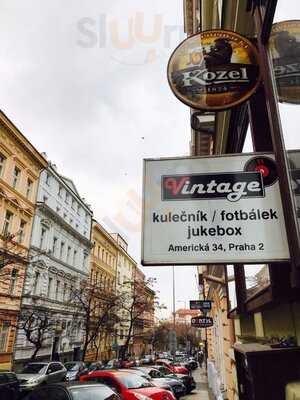 Kozel
Vintage
kulečník / fotbálek
jukebox
Americká 34, Praha 2